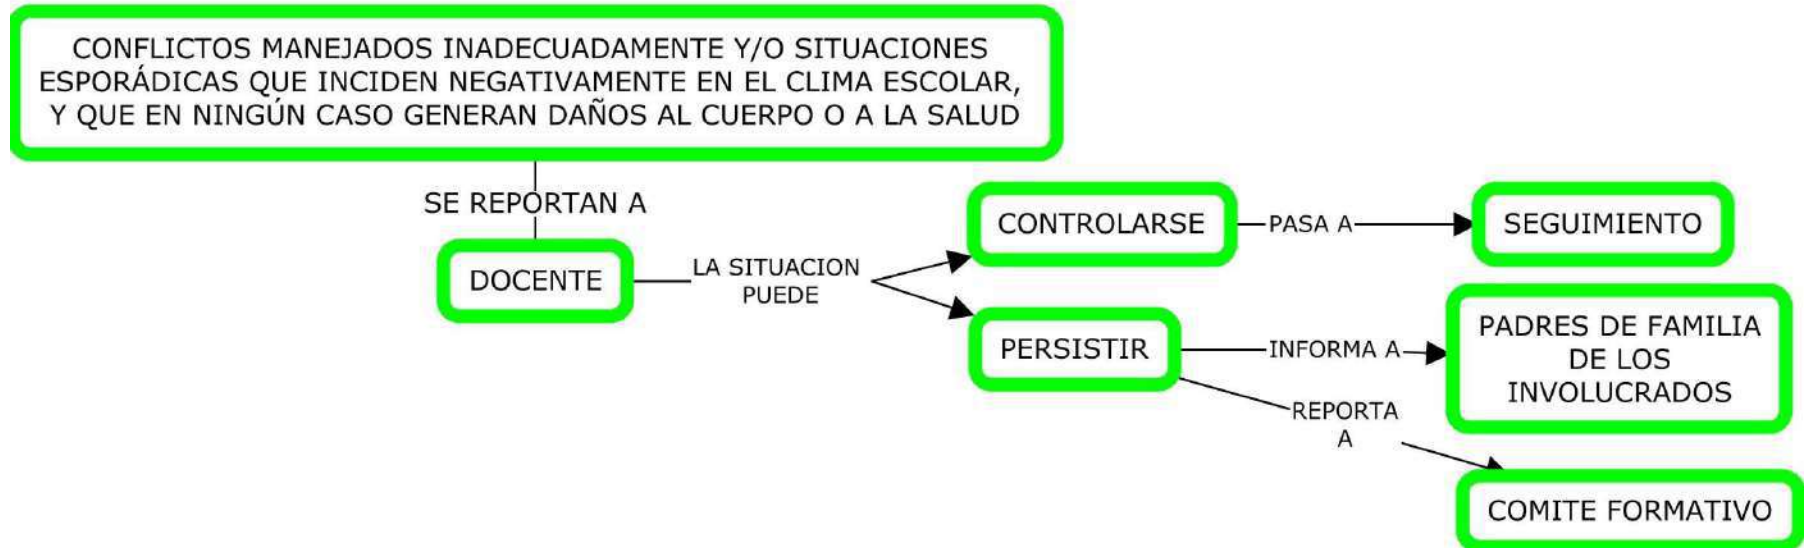 CONFLICTOS MANEJADOS INADECUADAMENTE Y/O SITUACIONES
ESPORÁDICAS QUE INCIDEN NEGATIVAMENTE EN EL CLIMA ESCOLAR,
Y QUE EN NINGÚN CASO GENERAN DAÑOS AL CUERPO O A LA SALUD
SE REPORTAN A
DOCENTE
LA SITUACION
PUEDE
CONTROLARSE
PASA A
SEGUIMIENTO
PERSISTIR
INFORMA A
PADRES DE FAMILIA
DE LOS
INVOLUCRADOS
REPORTA
A
COMITE FORMATIVO